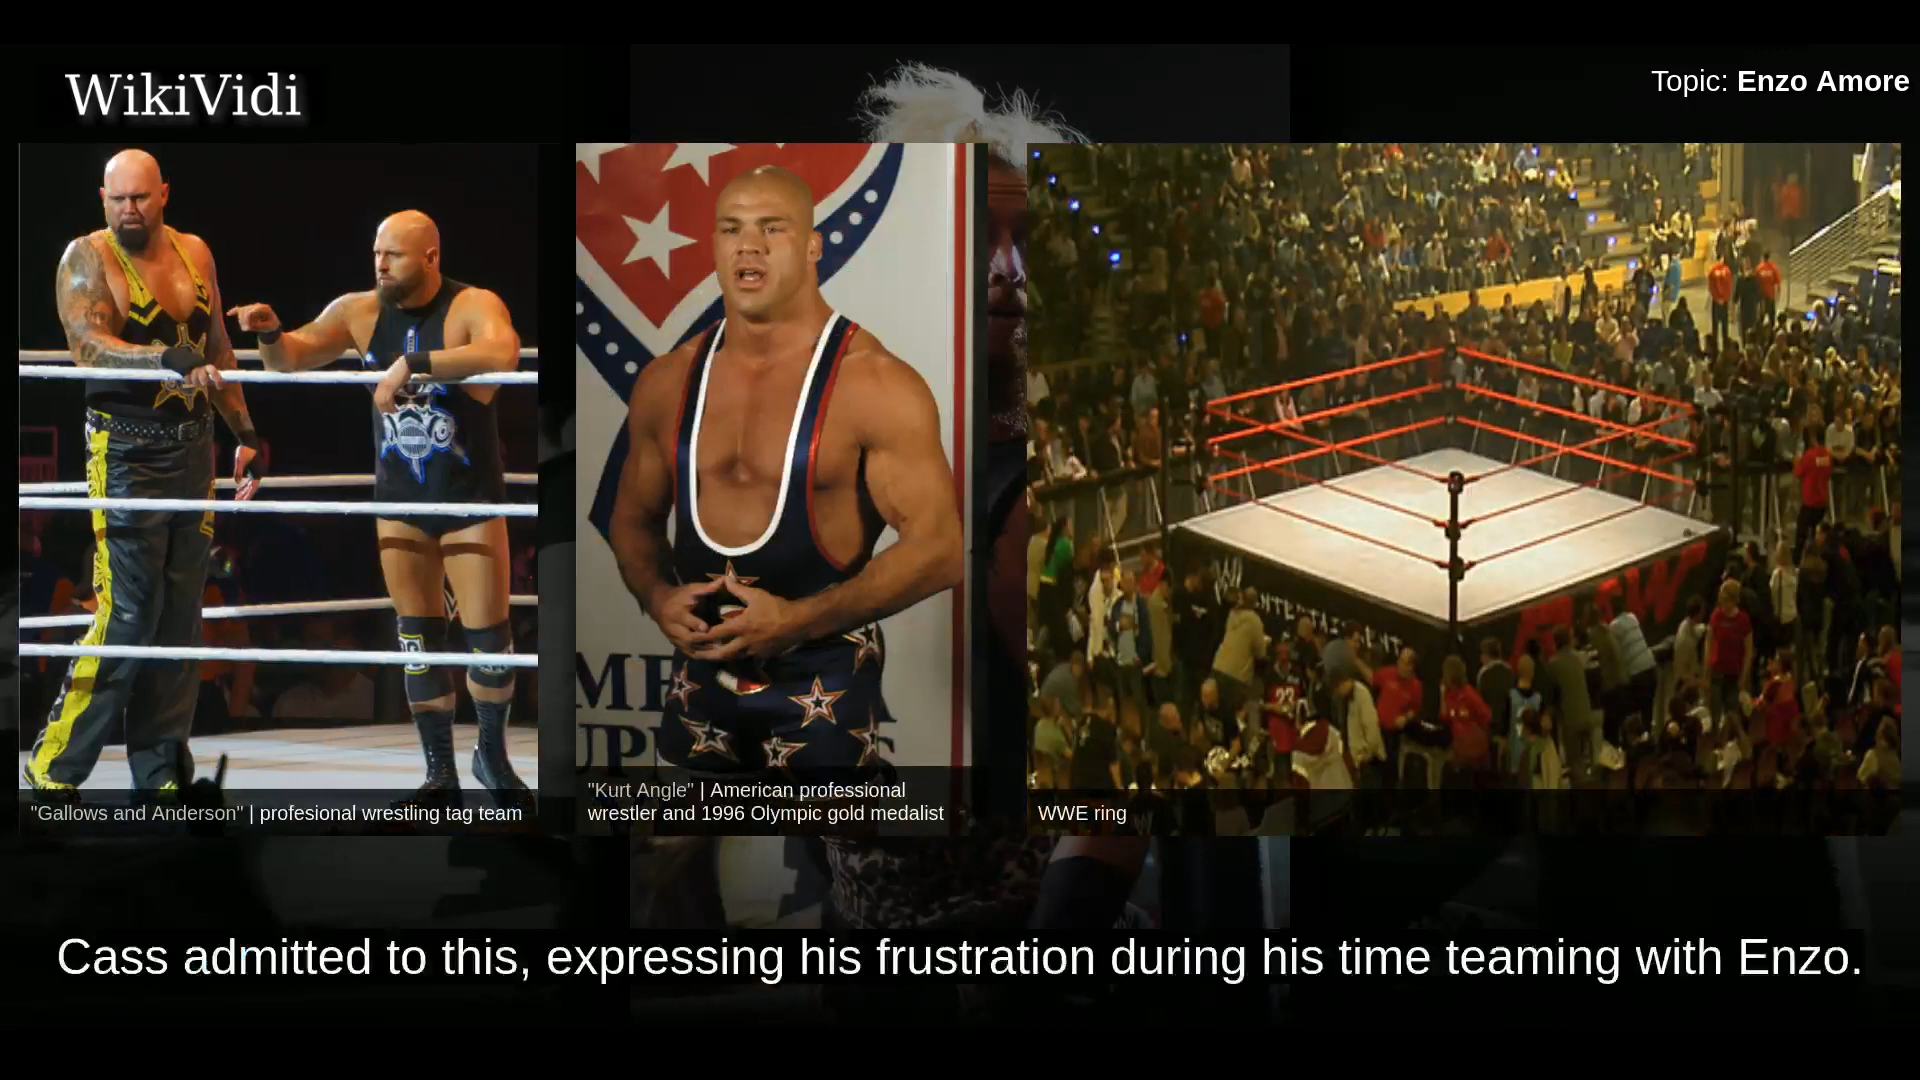 WikiVidi
Topic: Enzo Amore
"Gallows and Anderson" | profesional wrestling tag team
"Kurt Angle" | American professional
wrestler and 1996 Olympic gold medalist
WWE ring
Cass admitted to this, expressing his frustration during his time teaming with Enzo.